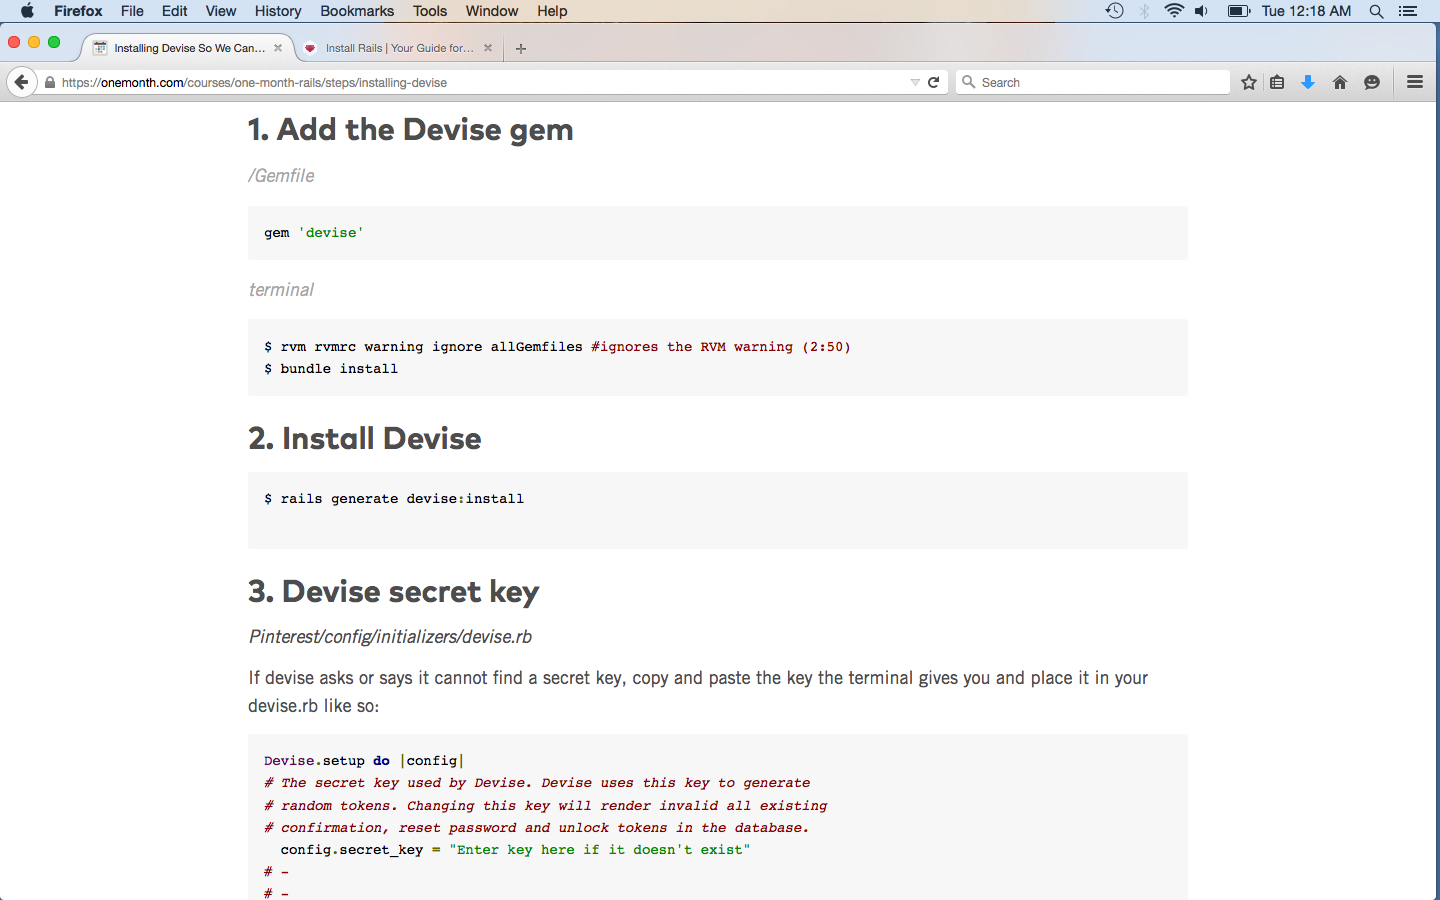 Firefox File Edit View History Bookmarks Tools Window Help Tue 12:18 AM
Installing Devise So We Can... Install Rails | Your Guide for...
https://onemonth.com/courses/one-month-rails/steps/installing-devise Search
1. Add the Devise gem
/Gemfile
gem 'devise'
terminal
$ rvm rvmrc warning ignore allGemfiles #ignores the RVM warning (2:50)
$ bundle install
2. Install Devise
$ rails generate devise:install
3. Devise secret key
Pinterest/config/initializers/devise.rb
If devise asks or says it cannot find a secret key, copy and paste the key the terminal gives you and place it in your
devise.rb like so:
Devise.setup do |config|
# The secret key used by Devise. Devise uses this key to generate
# random tokens. Changing this key will render invalid all existing
# confirmation, reset password and unlock tokens in the database.
config.secret_key = "Enter key here if it doesn't exist"
# -
# -